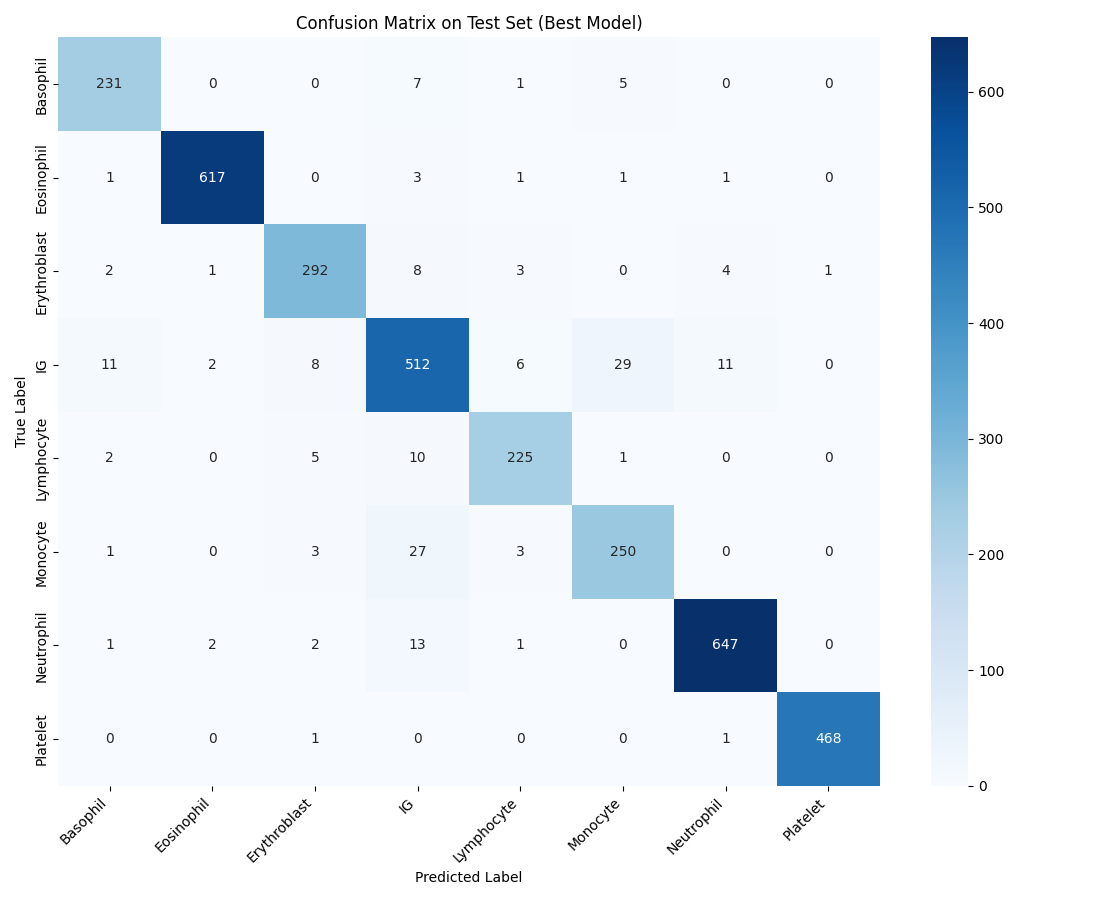 Confusion Matrix on Test Set (Best Model)
True Label
Basophil 231 0 0 7 1 5 0 0
Eosinophil 1 617 0 3 1 1 1 0
Erythroblast 2 1 292 8 3 0 4 1
IG 11 2 8 512 6 29 11 0
Lymphocyte 2 0 5 10 225 1 0 0
Monocyte 1 0 3 27 3 250 0 0
Neutrophil 1 2 2 13 1 0 647 0
Platelet 0 0 1 0 0 0 1 468
Basophil Eosinophil Erythroblast IG Lymphocyte Monocyte Neutrophil Platelet
Predicted Label
600
500
400
300
200
100
0